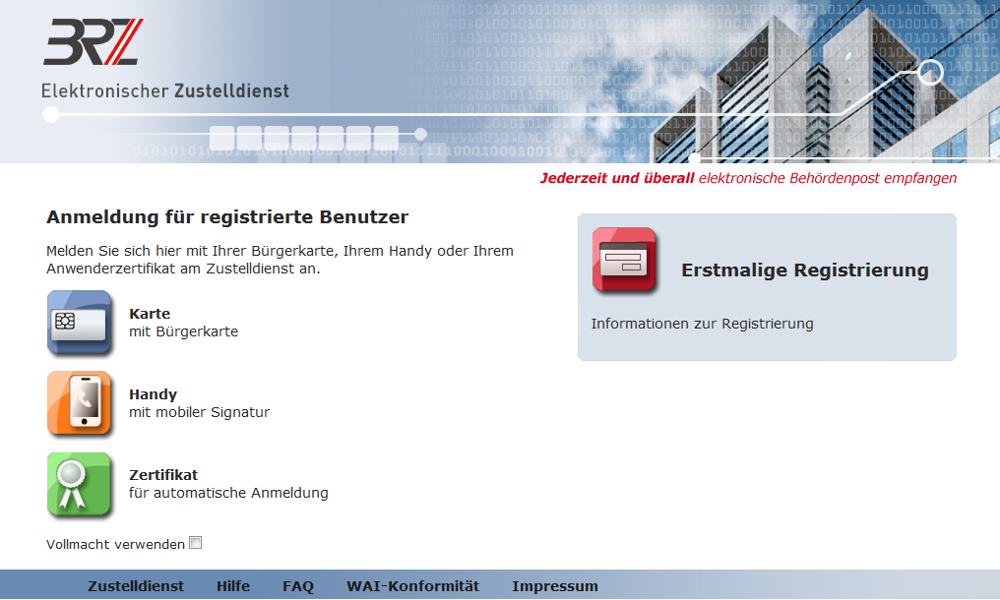 BRZ
Elektronischer Zustelldienst
Jederzeit und überall elektronische Behördenpost empfangen
Anmeldung für registrierte Benutzer
Melden Sie sich hier mit Ihrer Bürgerkarte, Ihrem Handy oder Ihrem
Anwenderzertifikat am Zustelldienst an.
Karte
mit Bürgerkarte
Handy
mit mobiler Signatur
Zertifikat
für automatische Anmeldung
Vollmacht verwenden
Erstmalige Registrierung
Informationen zur Registrierung
Zustelldienst Hilfe FAQ WAI-Konformität Impressum